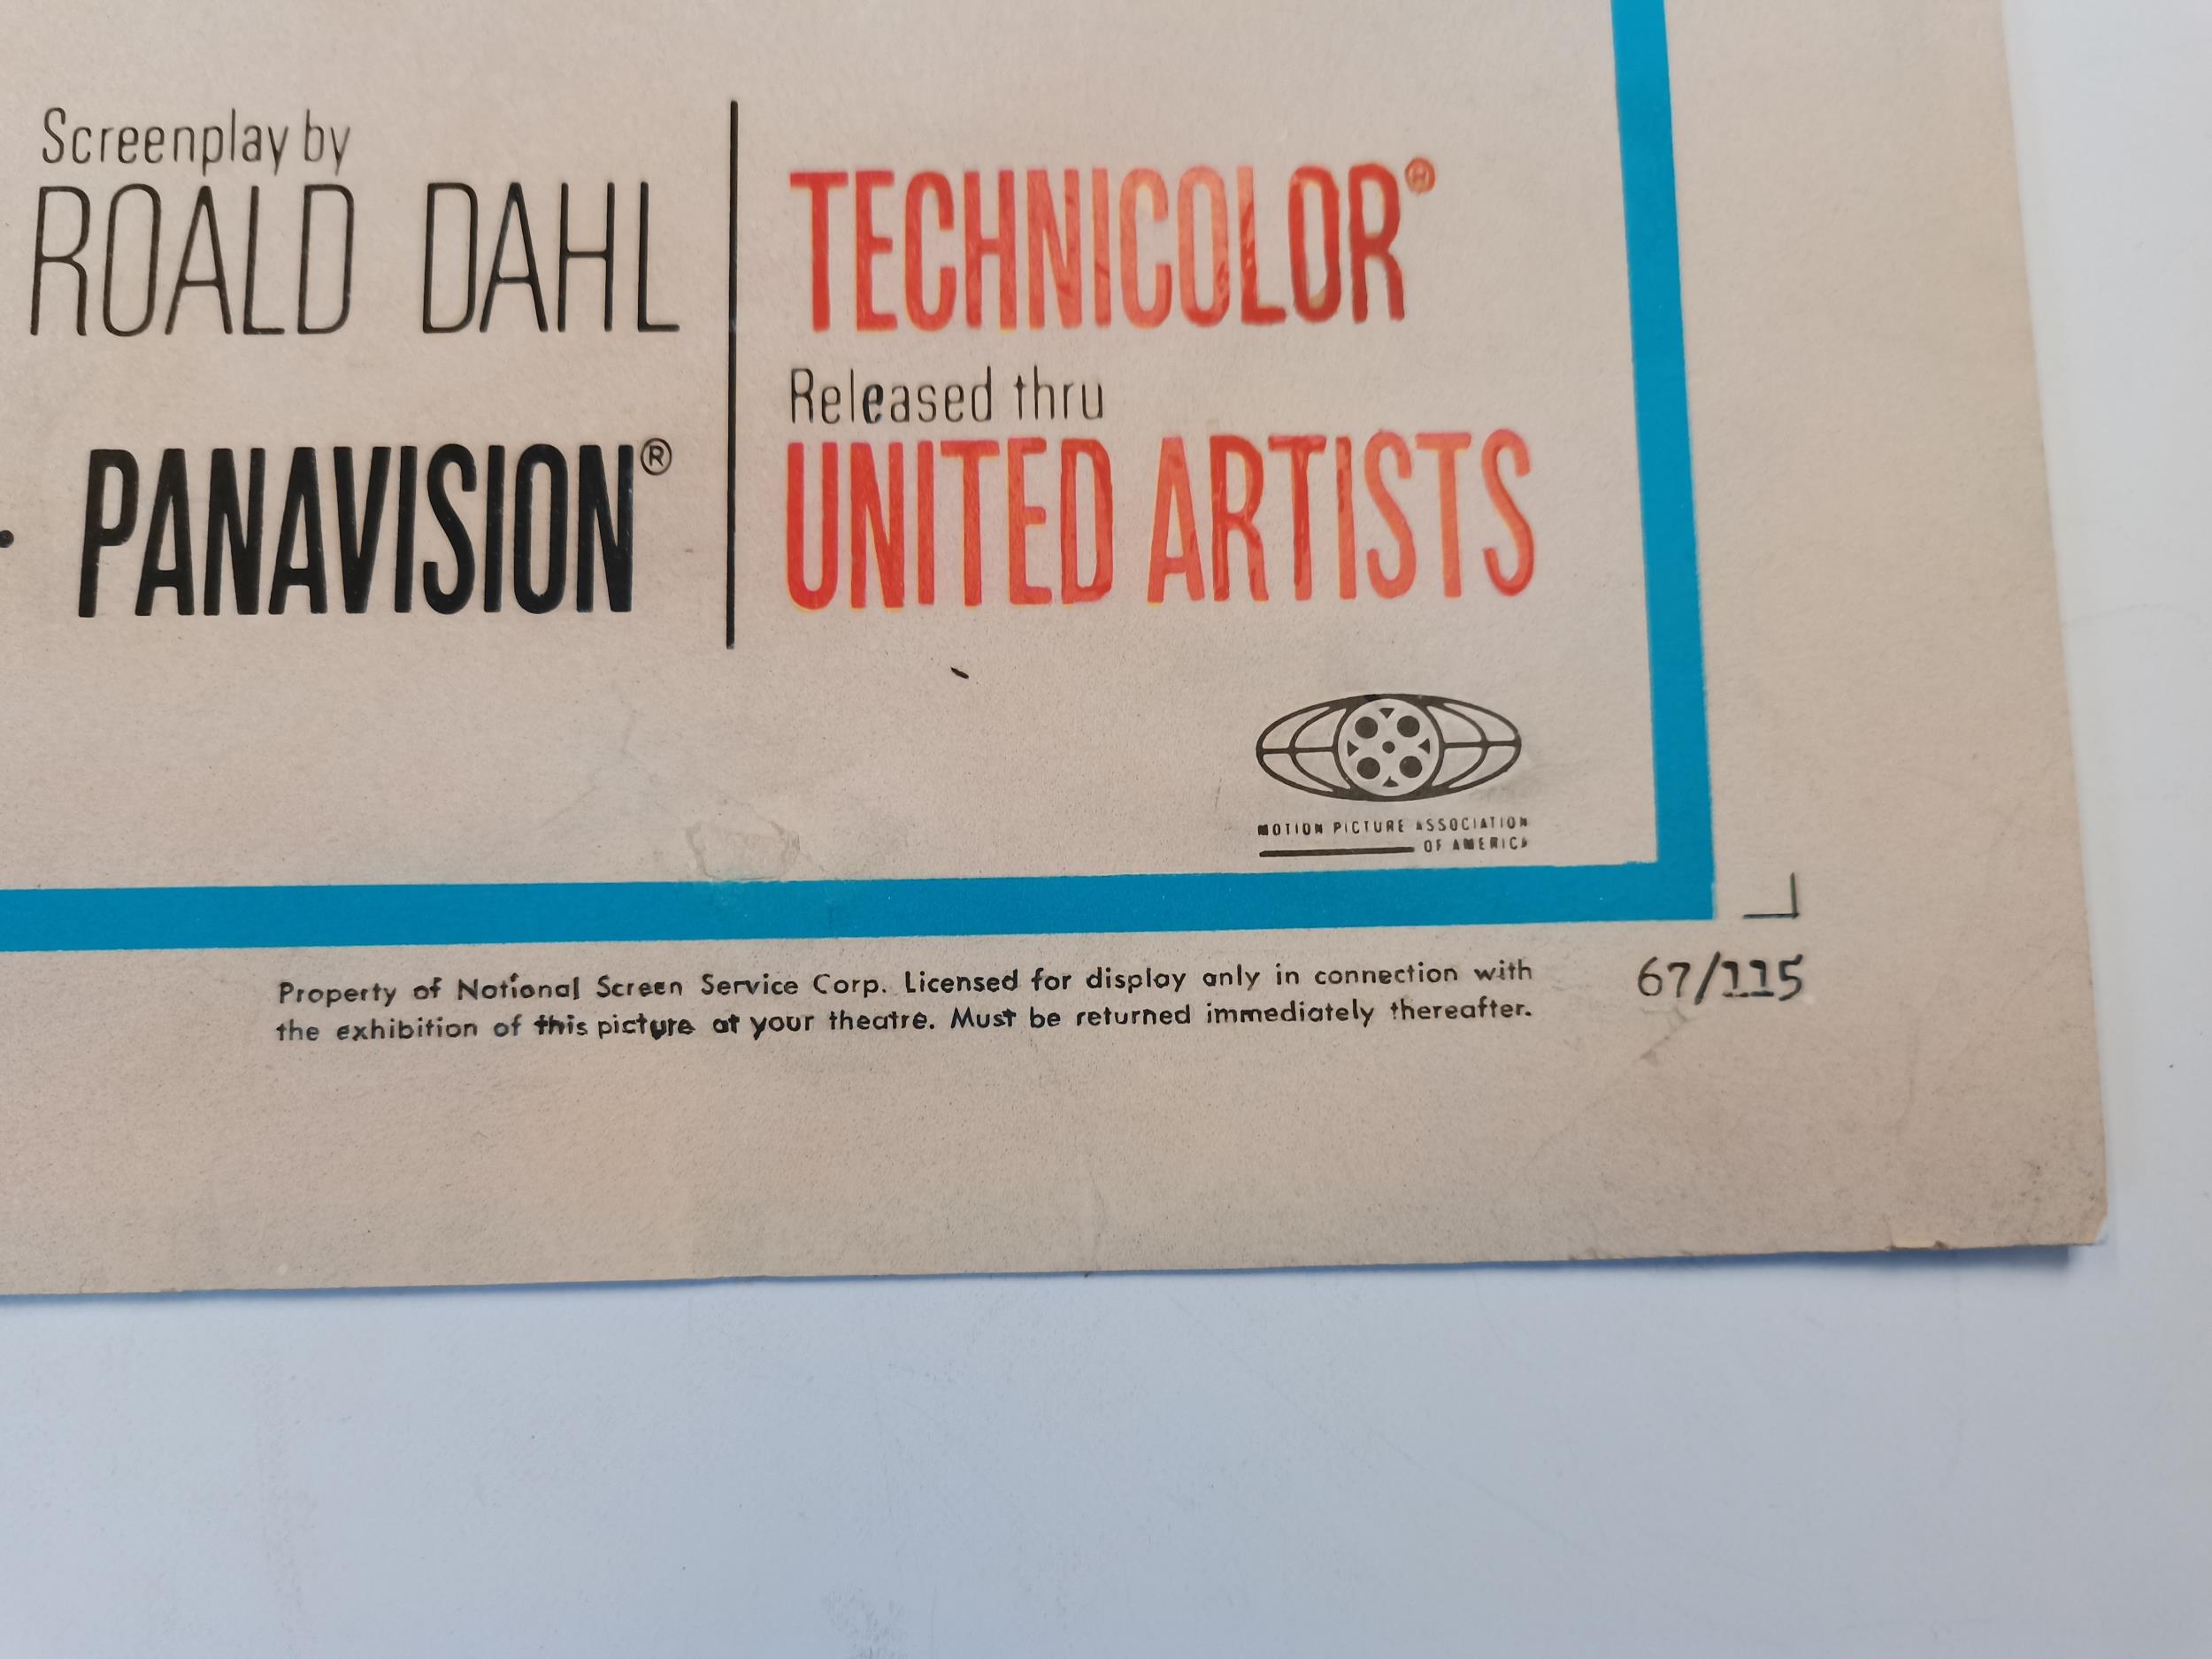 Screenplay by
ROALD DAHL
· PANAVISION®
TECHNICOLOR®
Released thru
UNITED ARTISTS
MOTION PICTURE ASSOCIATION
OF AMERICA
Property of National Screen Service Corp. Licensed for display only in connection with
the exhibition of this picture at your theatre. Must be returned immediately thereafter.
67/115